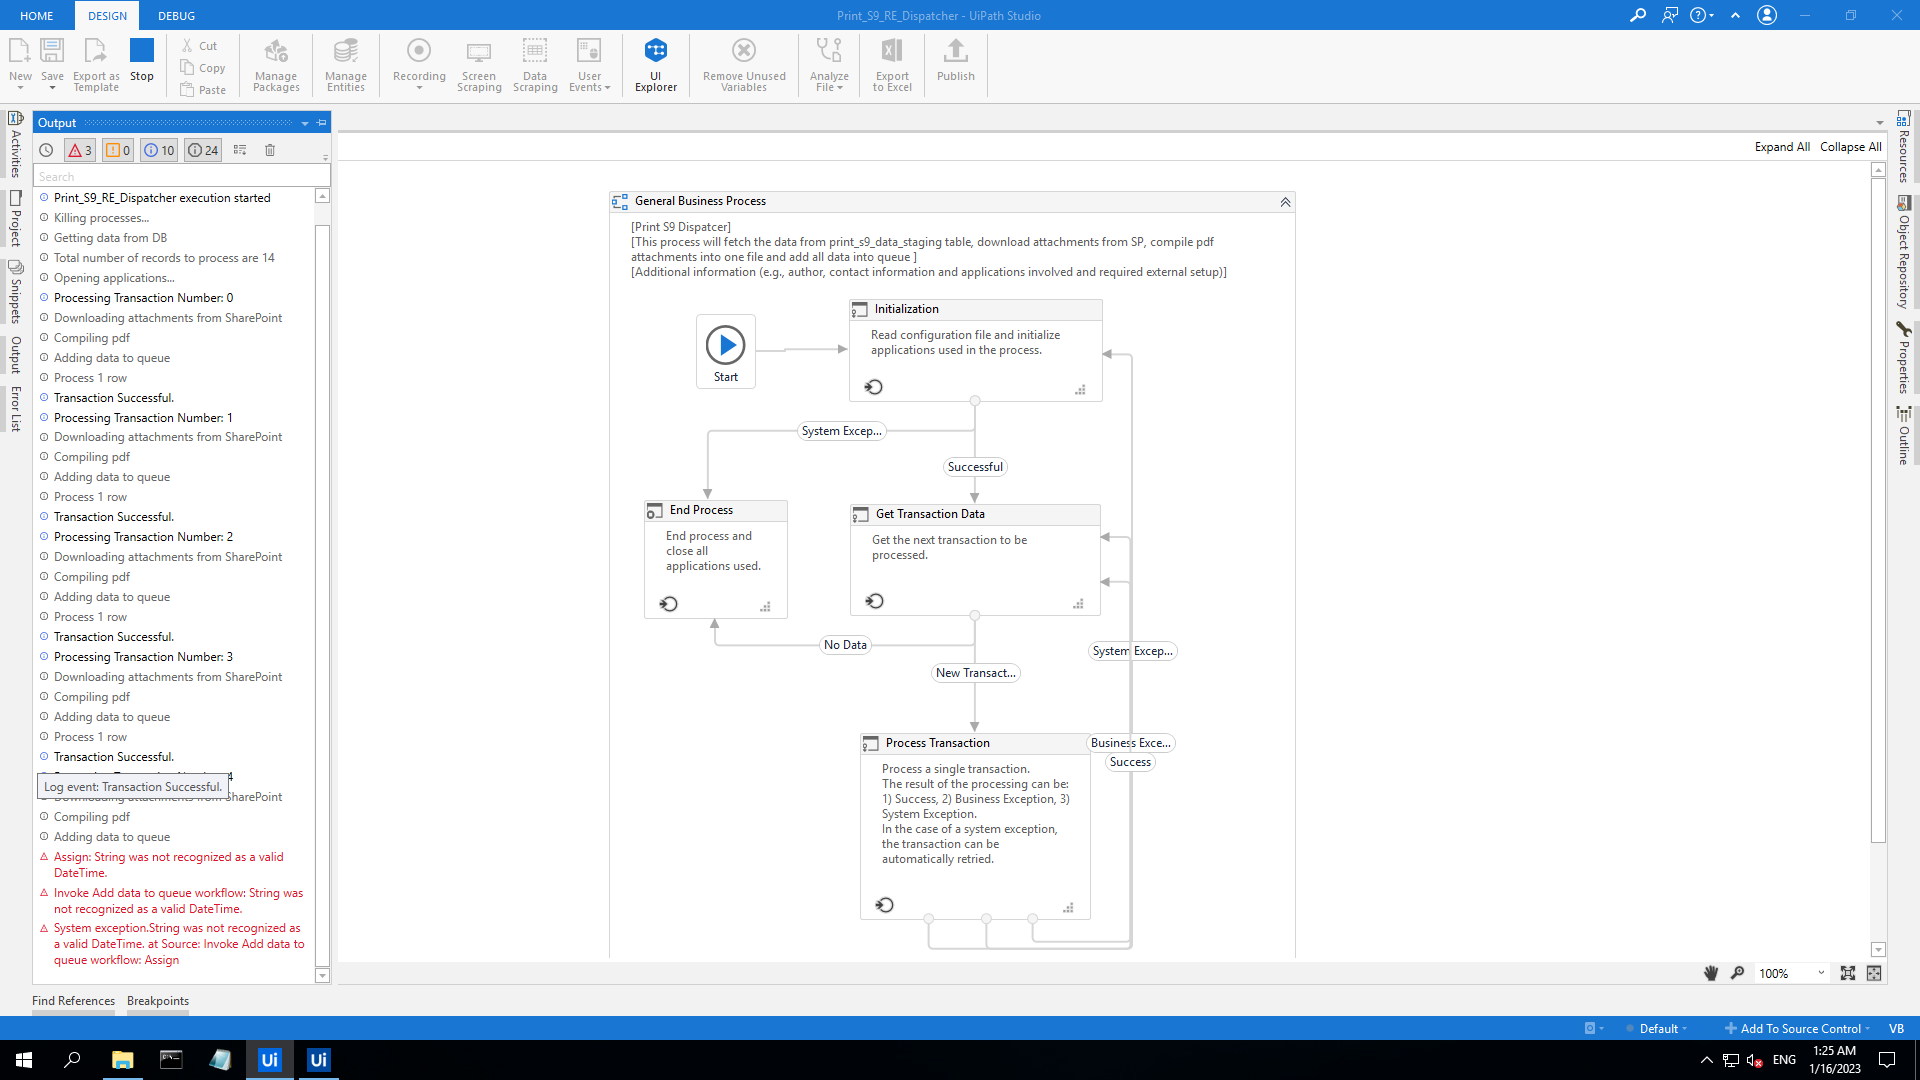 HOME
DESIGN
DEBUG
Print_S9_RE_Dispatcher - UiPath Studio
New
Save
Export as
Template
Stop
Cut
Copy
Paste
Manage
Packages
Manage
Entities
Recording
Screen
Scraping
Data
Scraping
User
Events
UI
Explorer
Remove Unused
Variables
Analyze
File
Export
to Excel
Publish
Activities
Project
Snippets
Output
Error List
Output
3
0
10
24
Search
Print_S9_RE_Dispatcher execution started
Killing processes...
Getting data from DB
Total number of records to process are 14
Opening applications...
Processing Transaction Number: 0
Downloading attachments from SharePoint
Compiling pdf
Adding data to queue
Process 1 row
Transaction Successful.
Processing Transaction Number: 1
Downloading attachments from SharePoint
Compiling pdf
Adding data to queue
Process 1 row
Transaction Successful.
Processing Transaction Number: 2
Downloading attachments from SharePoint
Compiling pdf
Adding data to queue
Process 1 row
Transaction Successful.
Processing Transaction Number: 3
Downloading attachments from SharePoint
Compiling pdf
Adding data to queue
Process 1 row
Transaction Successful.
4
Log event: Transaction Successful.
SharePoint
Compiling pdf
Adding data to queue
Assign: String was not recognized as a valid
DateTime.
Invoke Add data to queue workflow: String was
not recognized as a valid DateTime.
System exception.String was not recognized as
a valid DateTime. at Source: Invoke Add data to
queue workflow: Assign
Find References
Breakpoints
Expand All
Collapse All
General Business Process
[Print S9 Dispatcer]
[This process will fetch the data from print_s9_data_staging table, download attachments from SP, compile pdf
attachments into one file and add all data into queue ]
[Additional information (e.g., author, contact information and applications involved and required external setup)]
Start
Initialization
Read configuration file and initialize
applications used in the process.
System Excep...
Successful
End Process
End process and
close all
applications used.
Get Transaction Data
Get the next transaction to be
processed.
No Data
New Transact...
System Excep...
Process Transaction
Process a single transaction.
The result of the processing can be:
1) Success, 2) Business Exception, 3)
System Exception.
In the case of a system exception,
the transaction can be
automatically retried.
Business Exce...
Success
Resources
Object Repository
Properties
Outline
100%
Default
Add To Source Control
VB
Ui
Ui
ENG
1:25 AM
1/16/2023